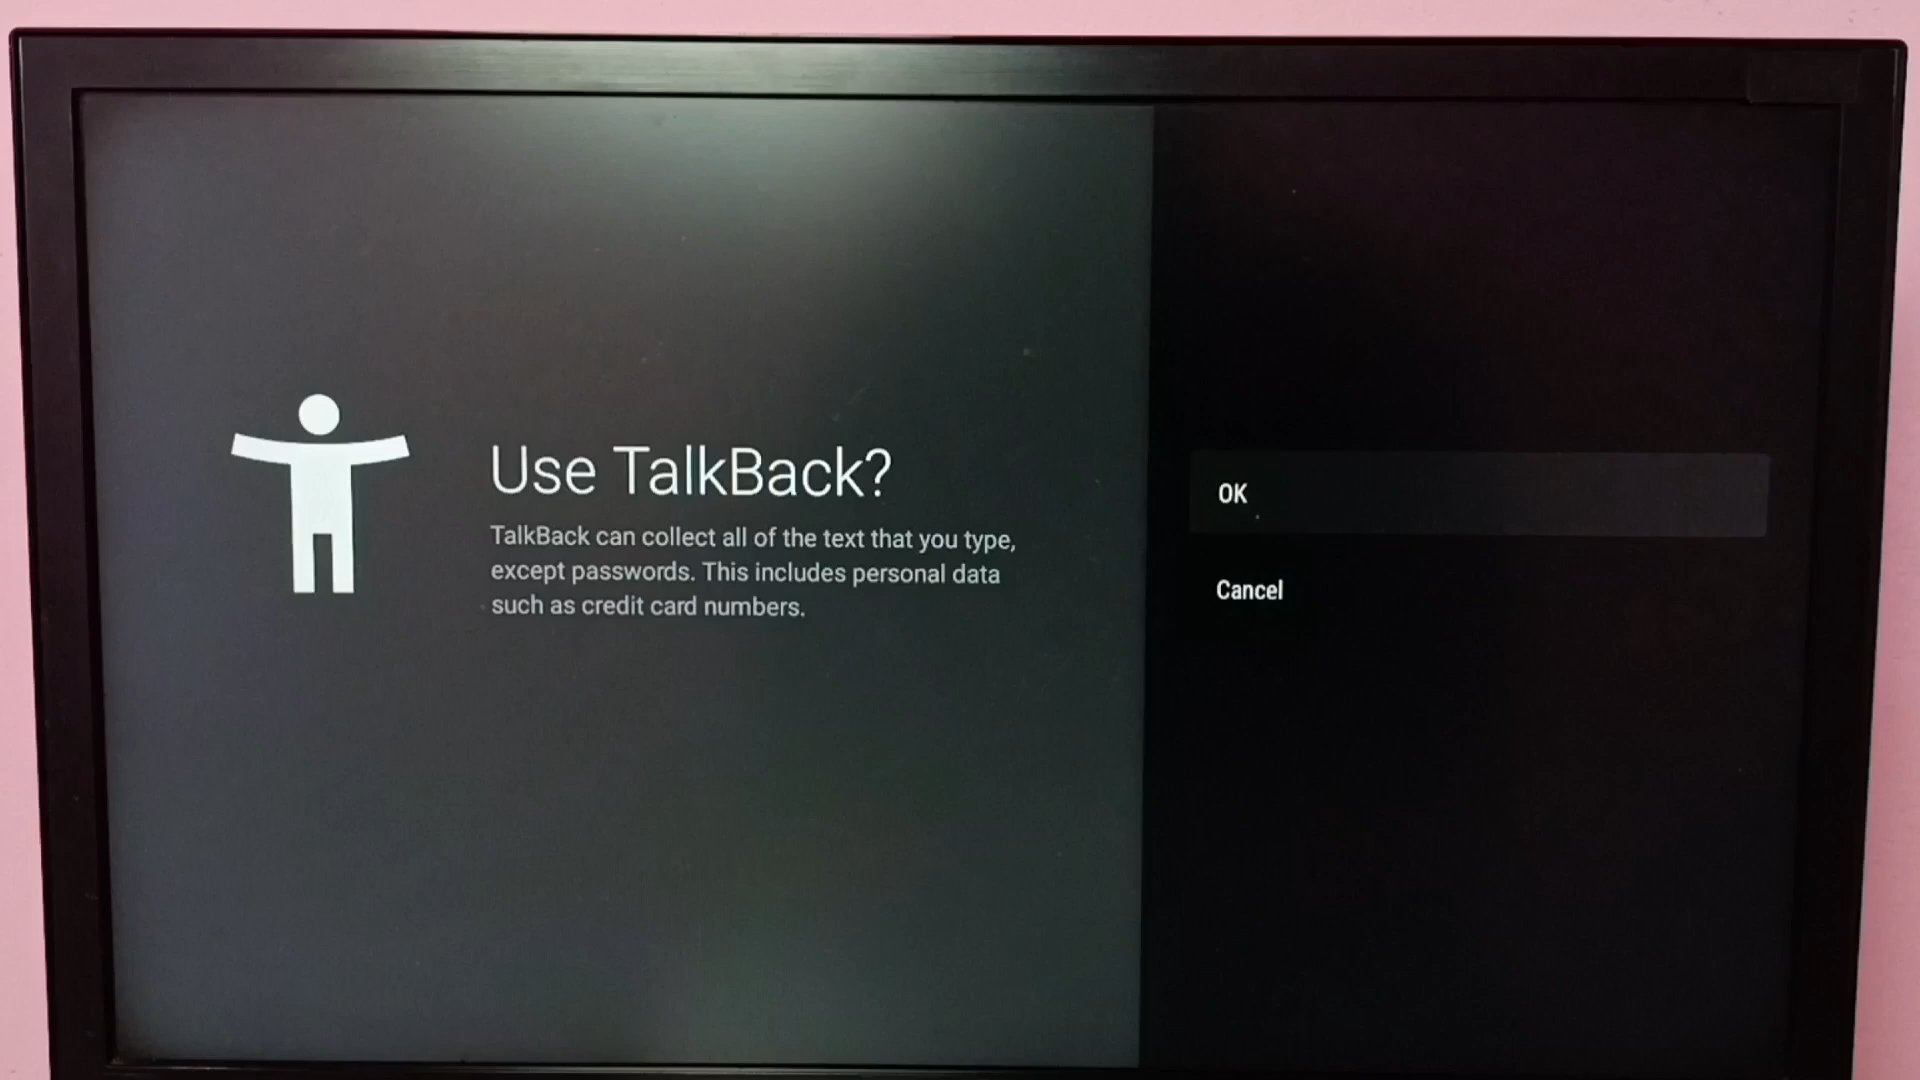 Use TalkBack?
TalkBack can collect all of the text that you type,
except passwords. This includes personal data
such as credit card numbers.
OK
Cancel